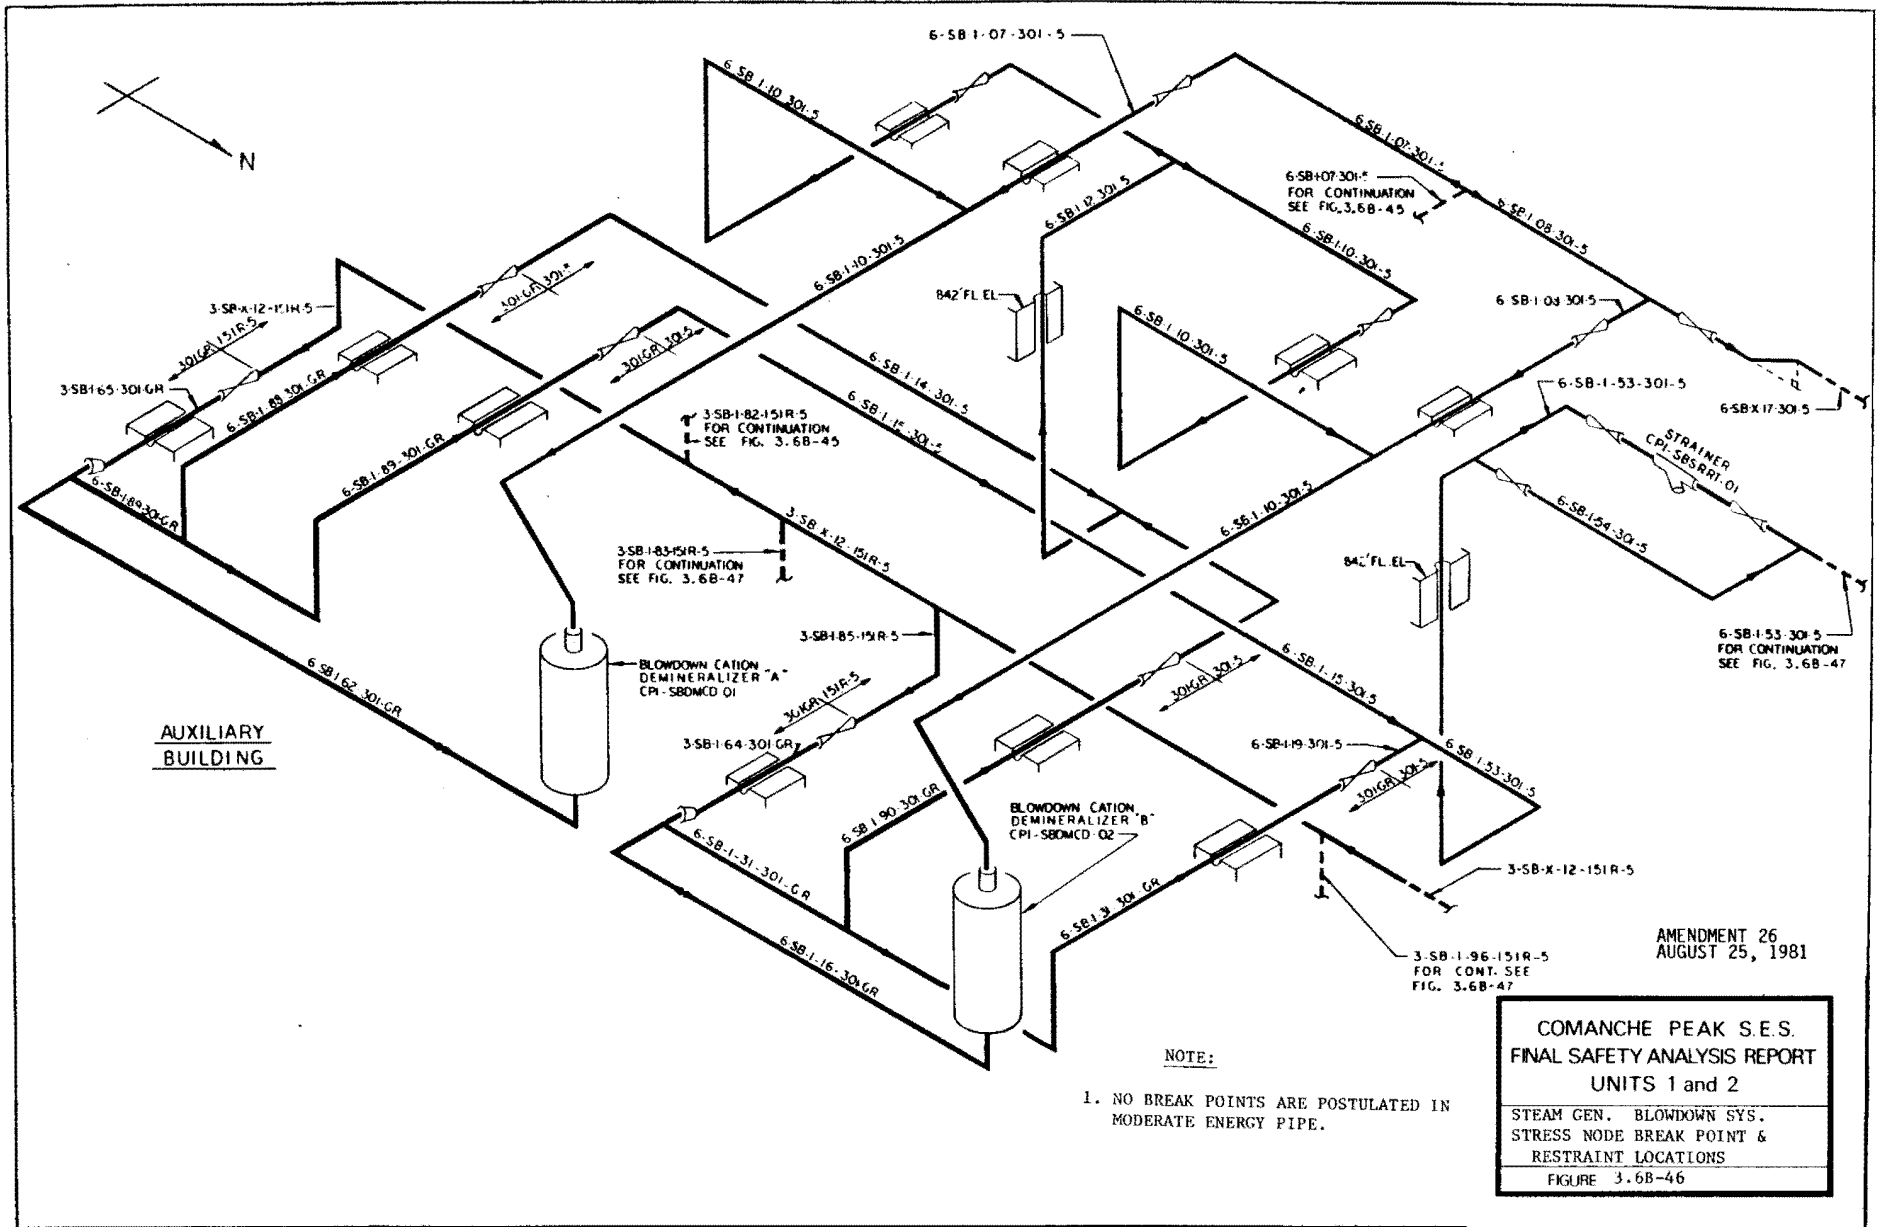 6-SB-1-07-301-5
6-SB-1-10-301-5
N
6-SB-1-07-301-5
6-SB-1-07-301-5
FOR CONTINUATION
SEE FIG. 3.6B-45
6-SB-1-08-301-5
6-SB-1-12-301-5
6-SB-1-10-301-5
6-SB-1-10-301-5
842' FL. EL.
6-SB-1-08-301-5
301-GR 301-5
3-SB-X-12-151R-5
301GR 151R-5
3-SB-1-65-301-GR
6-SB-1-88-301-GR
301GR 301-5
6-SB-1-10-301-5
6-SB-1-14-301-5
6-SB-1-15-301-5
6-SB-1-53-301-5
6-SB-X-17-301-5
3-SB-1-82-151R-5
FOR CONTINUATION
SEE FIG. 3.6B-45
STRAINER
CP1-SBSRRT-01
6-SB-1-89-301-GR
6-SB-1-89-301-GR
6-SB-1-10-301-5
6-SB-1-54-301-5
3-SB-X-12-151R-5
3-SB-1-83-151R-5
FOR CONTINUATION
SEE FIG. 3.6B-47
842' FL. EL.
3-SB-1-85-151R-5
6-SB-1-53-301-5
FOR CONTINUATION
SEE FIG. 3.6B-47
6-SB-1-62-301-GR
BLOWDOWN CATION
DEMINERALIZER "A"
CP1-SBDMCD-01
301GR 301-5
6-SB-1-15-301-5
301GR 151R-5
AUXILIARY
BUILDING
3-SB-1-64-301GR
6-SB-1-19-301-5
6-SB-1-53-301-5
301GR 301-5
6-SB-1-90-301-GR
BLOWDOWN CATION
DEMINERALIZER "B"
CP1-SBDMCD-02
6-SB-1-31-301-GR
3-SB-X-12-151R-5
6-SB-1-31-301-GR
6-SB-1-16-301-GR
3-SB-1-96-151R-5
FOR CONT. SEE
FIG. 3.6B-47
AMENDMENT 26
AUGUST 25, 1981
NOTE:
1. NO BREAK POINTS ARE POSTULATED IN
MODERATE ENERGY PIPE.
COMANCHE PEAK S.E.S.
FINAL SAFETY ANALYSIS REPORT
UNITS 1 and 2
STEAM GEN. BLOWDOWN SYS.
STRESS NODE BREAK POINT &
RESTRAINT LOCATIONS
FIGURE 3.6B-46